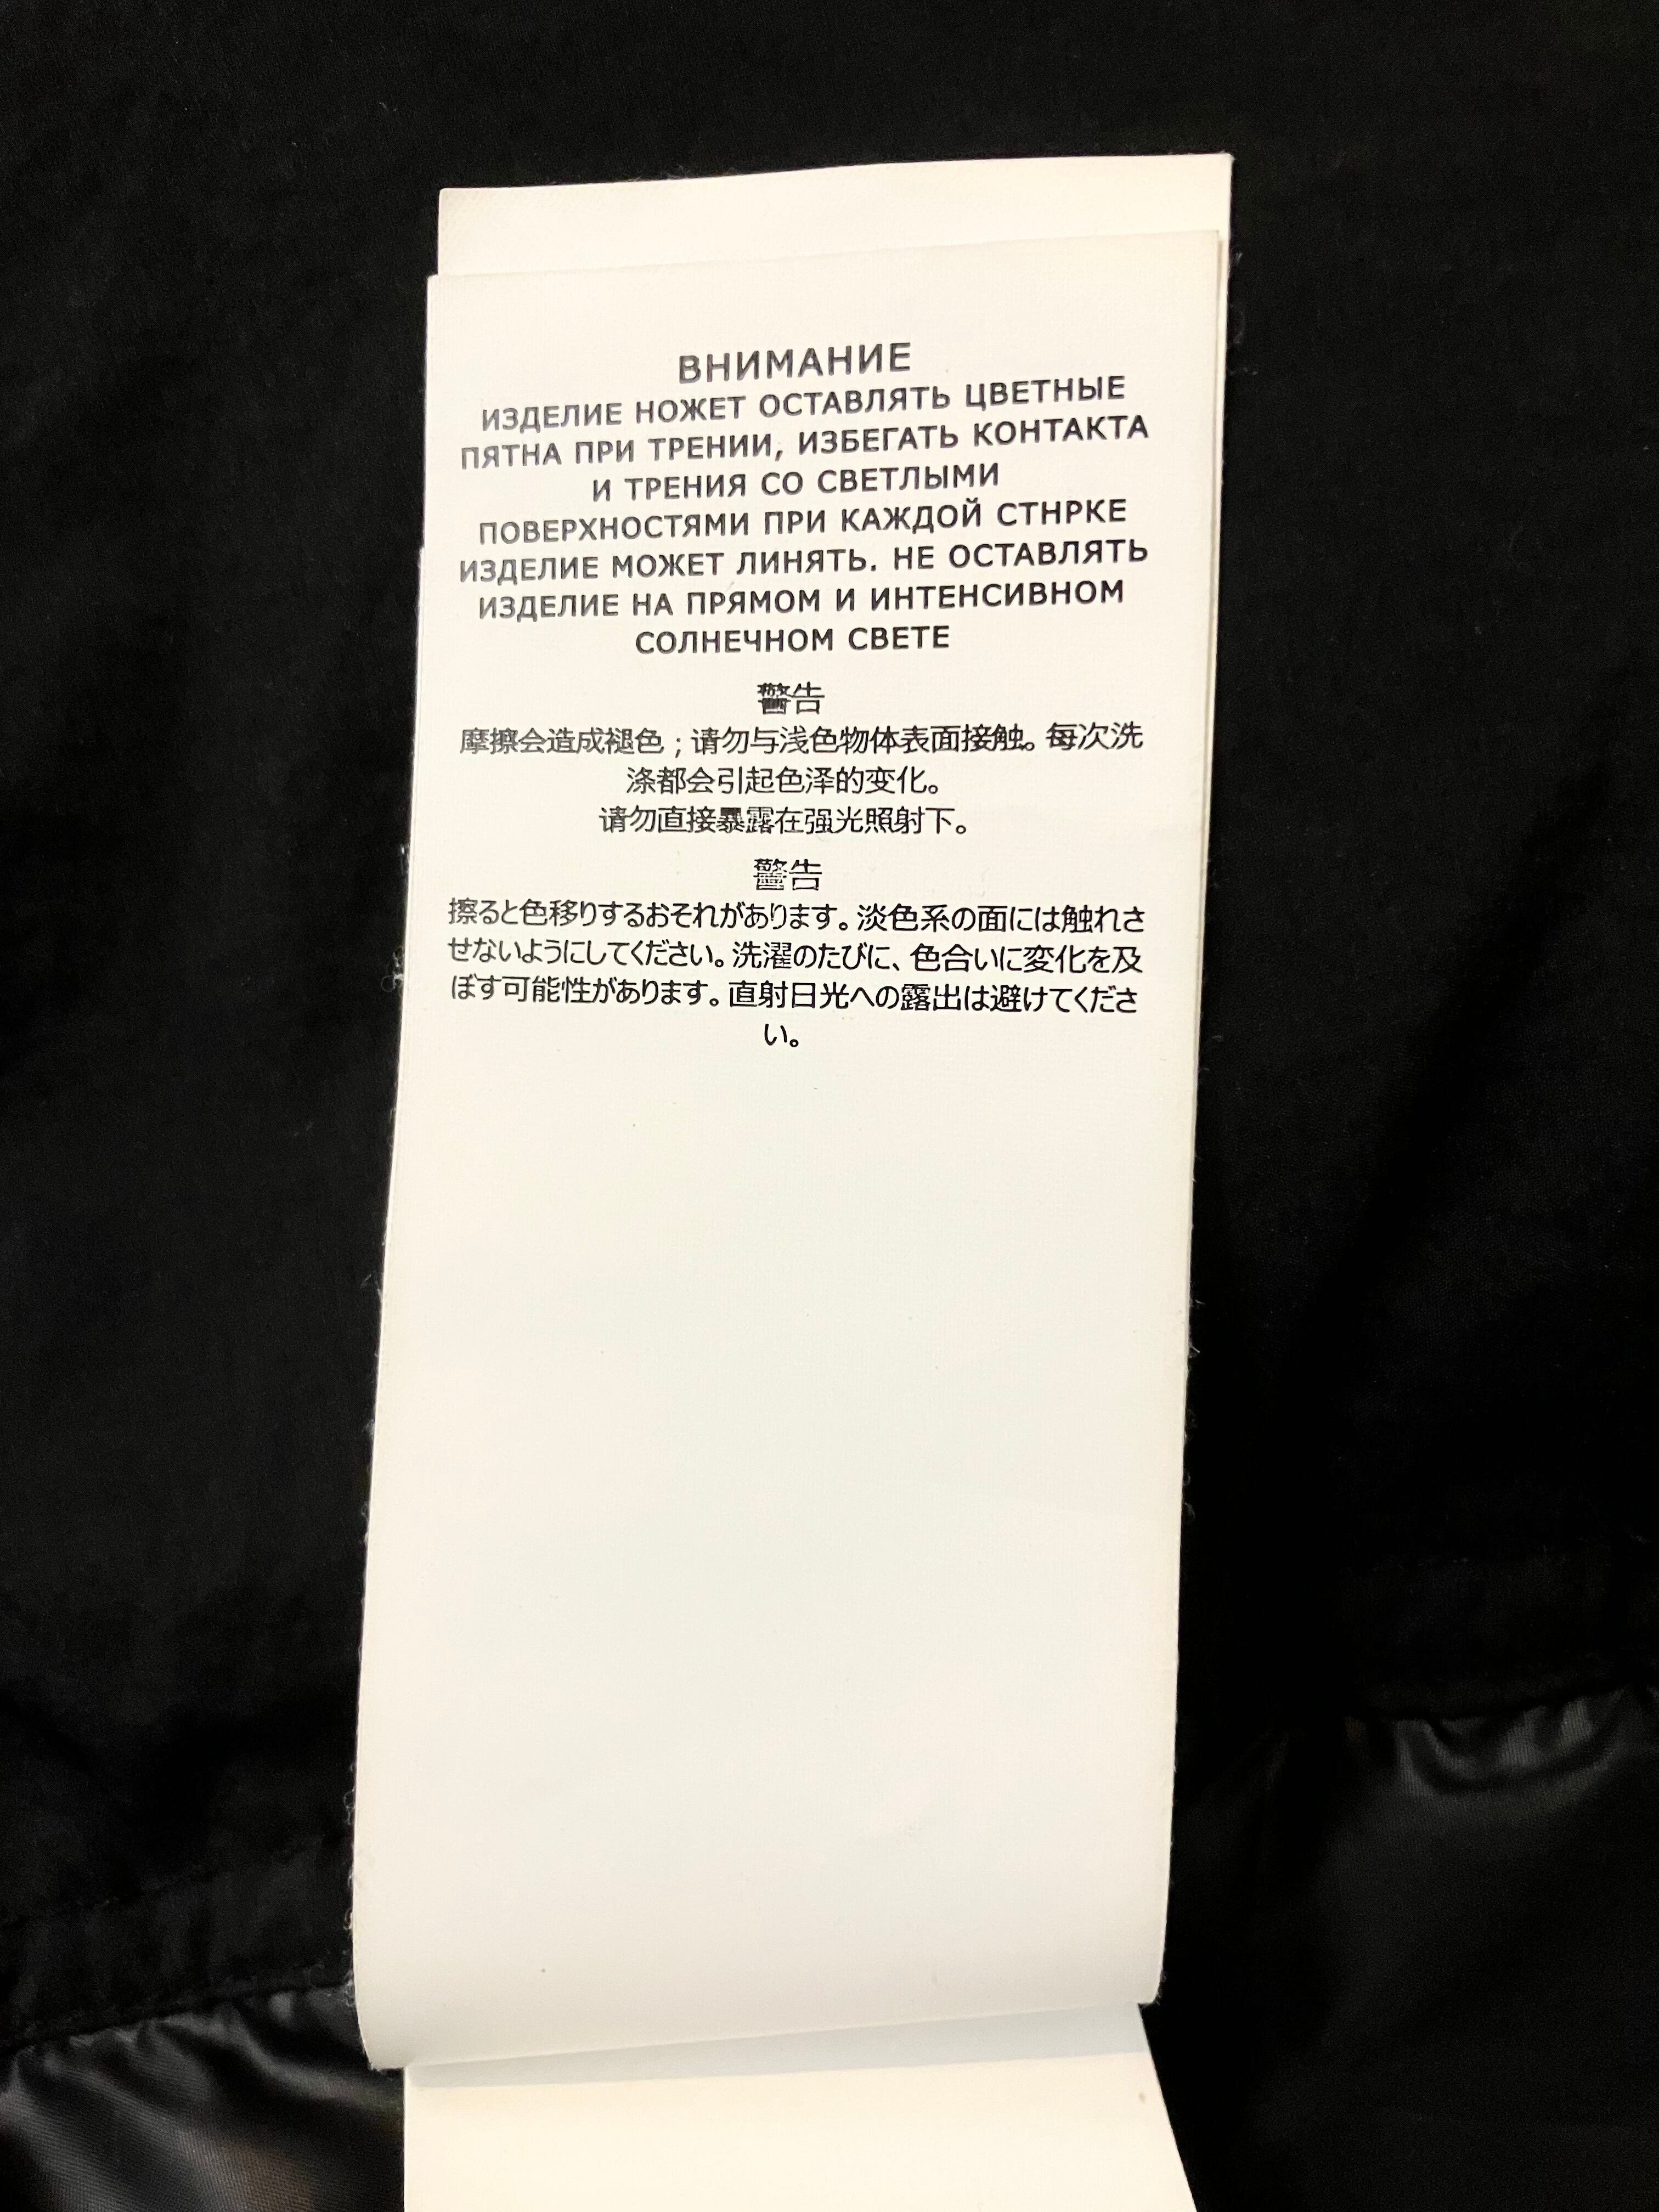 ВНИМАНИЕ
ИЗДЕЛИЕ НОЖЕТ ОСТАВЛЯТЬ ЦВЕТНЫЕ
ПЯТНА ПРИ ТРЕНИИ, ИЗБЕГАТЬ КОНТАКТА
И ТРЕНИЯ СО СВЕТЛЫМИ
ПОВЕРХНОСТЯМИ ПРИ КАЖДОЙ СТНРКЕ
ИЗДЕЛИЕ МОЖЕТ ЛИНЯТЬ. НЕ ОСТАВЛЯТЬ
ИЗДЕЛИЕ НА ПРЯМОМ И ИНТЕНСИВНОМ
СОЛНЕЧНОМ СВЕТЕ
警告
摩擦会造成褪色；请勿与浅色物体表面接触。每次洗
涤都会引起色泽的变化。
请勿直接暴露在强光照射下。
警告
擦ると色移りするおそれがあります。淡色系の面には触れさ
せないようにしてください。洗濯のたびに、色合いに変化を及
ぼす可能性があります。直射日光への露出は避けてくださ
い。